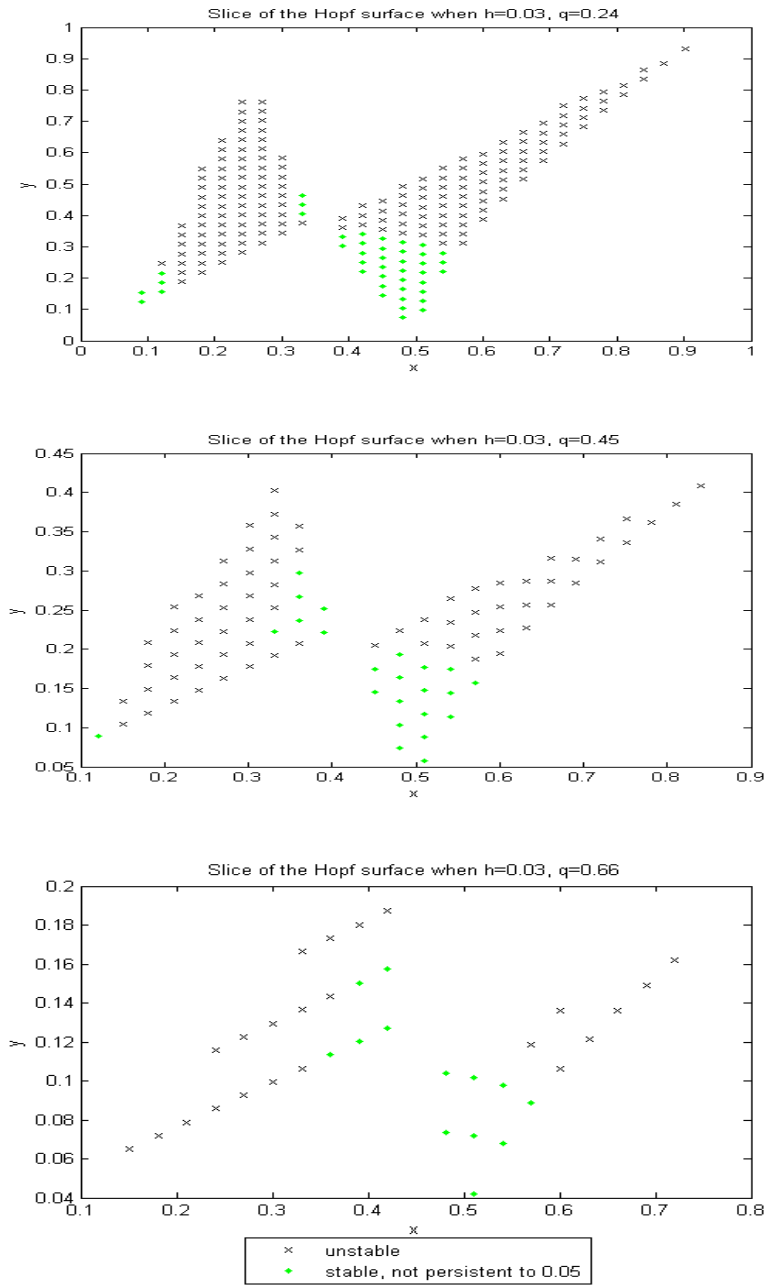 Slice of the Hopf surface when h=0.03, q=0.24
1
0.9
0.8
0.7
0.6
0.5
0.4
0.3
0.2
0.1
0
y
0 0.1 0.2 0.3 0.4 0.5 0.6 0.7 0.8 0.9 1
x
Slice of the Hopf surface when h=0.03, q=0.45
0.45
0.4
0.35
0.3
0.25
0.2
0.15
0.1
0.05
y
0.1 0.2 0.3 0.4 0.5 0.6 0.7 0.8 0.9
x
Slice of the Hopf surface when h=0.03, q=0.66
0.2
0.18
0.16
0.14
0.12
0.1
0.08
0.06
0.04
y
0.1 0.2 0.3 0.4 0.5 0.6 0.7 0.8
x
unstable
stable, not persistent to 0.05